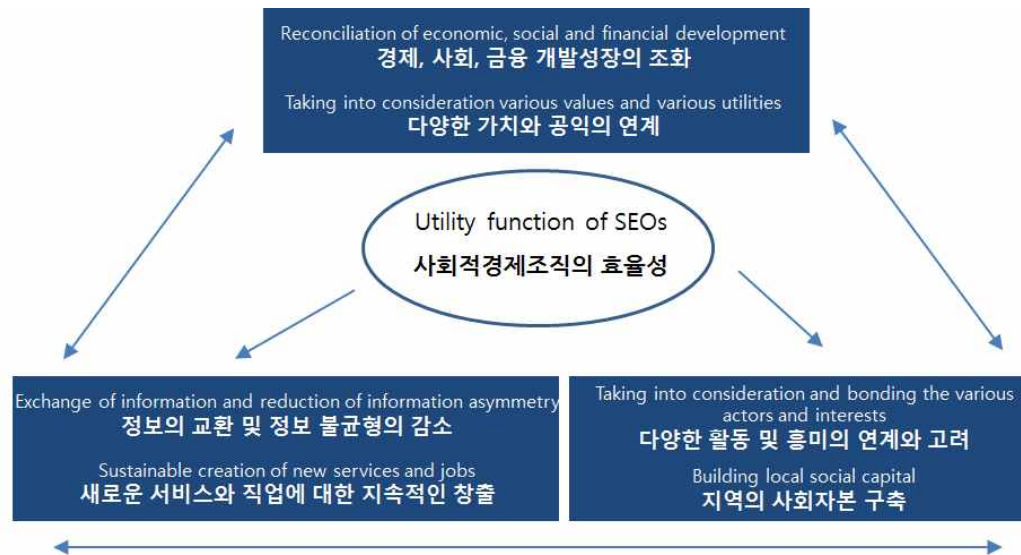 Reconciliation of economic, social and financial development
경제, 사회, 금융 개발성장의 조화
Taking into consideration various values and various utilities
다양한 가치와 공익의 연계
Utility function of SEOs
사회적경제조직의 효율성
Exchange of information and reduction of information asymmetry
정보의 교환 및 정보 불균형의 감소
Sustainable creation of new services and jobs
새로운 서비스와 직업에 대한 지속적인 창출
Taking into consideration and bonding the various
actors and interests
다양한 활동 및 흥미의 연계와 고려
Building local social capital
지역의 사회자본 구축